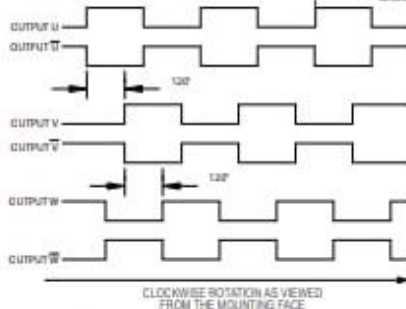 OUTPUT U
OUTPUT U̅
120°
OUTPUT V
OUTPUT V̅
120°
OUTPUT W
OUTPUT W̅
CLOCKWISE ROTATION AS VIEWED
FROM THE MOUNTING FACE